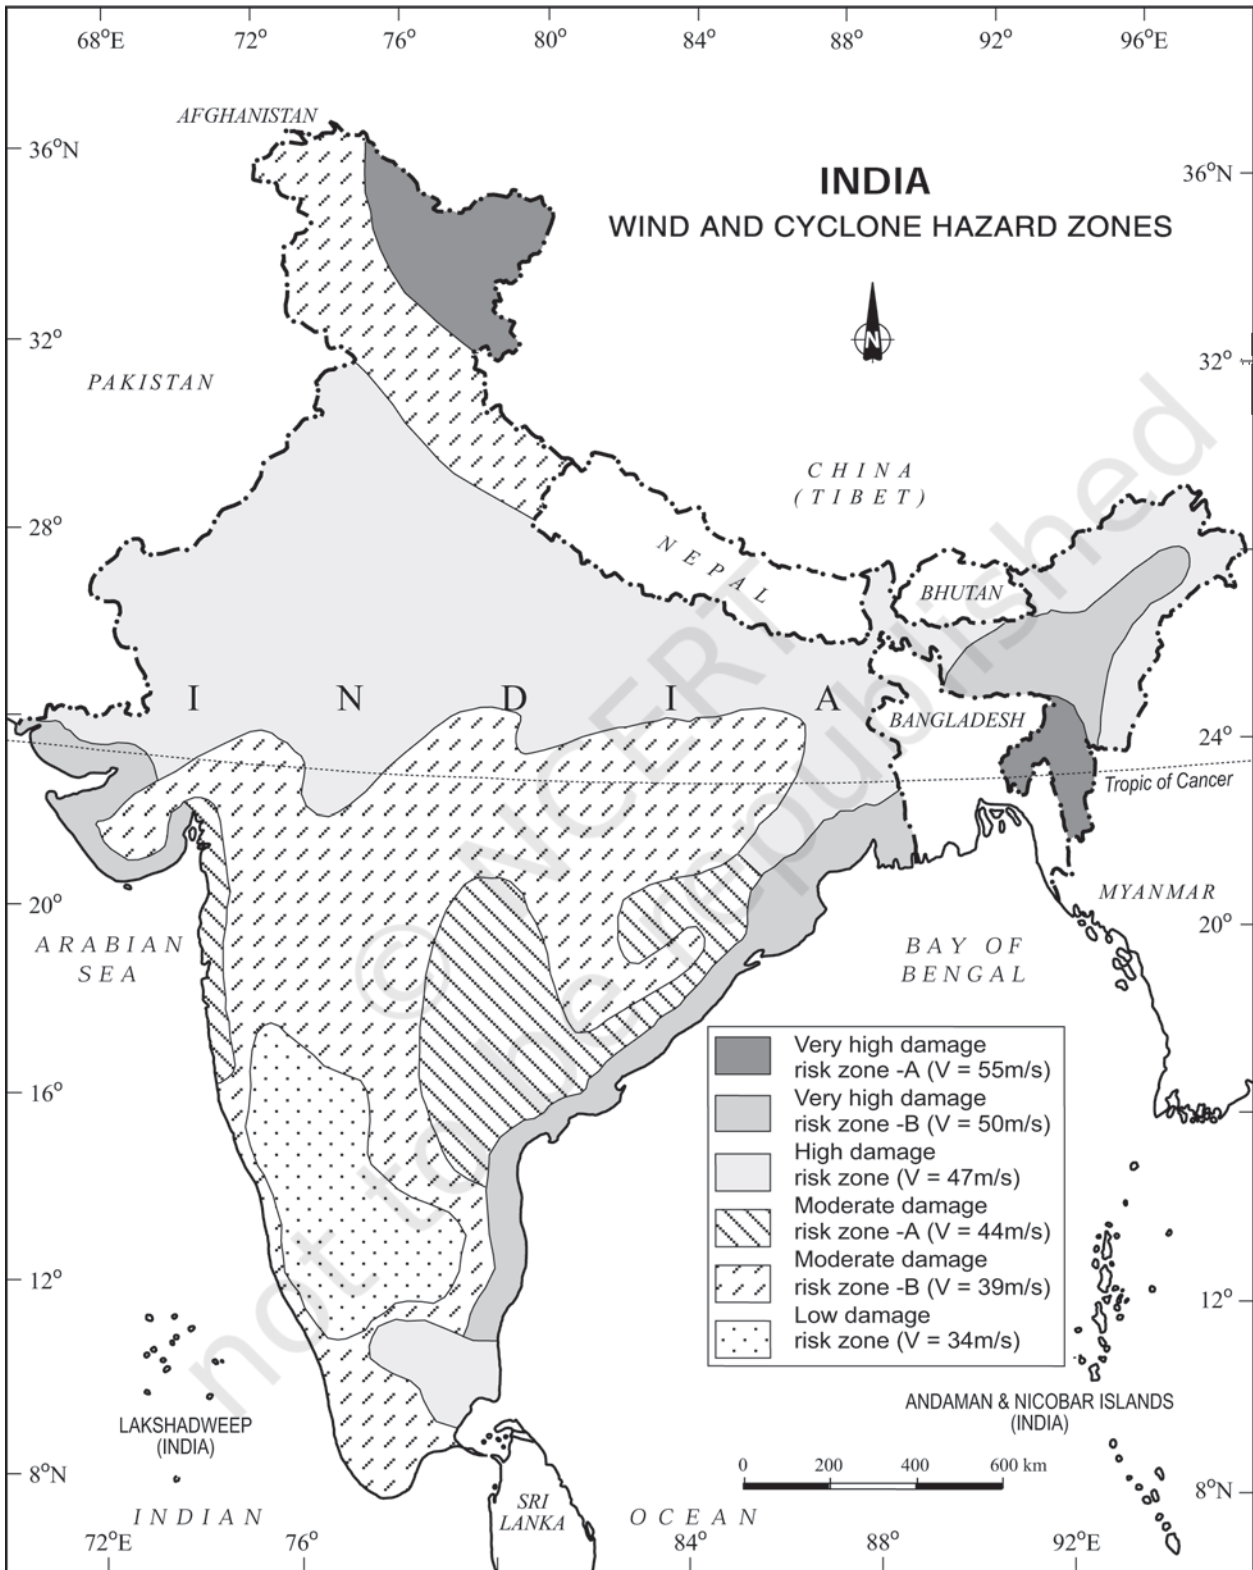 68°E 72° 76° 80° 84° 88° 92° 96°E
AFGHANISTAN
36°N
INDIA
36°N
WIND AND CYCLONE HAZARD ZONES
N
32°
32°
PAKISTAN
CHINA
(TIBET)
28°
NEPAL
BHUTAN
INDIA
BANGLADESH
24°
Tropic of Cancer
MYANMAR
20°
20°
ARABIAN
SEA
BAY OF
BENGAL
Very high damage
risk zone -A (V = 55m/s)
Very high damage
risk zone -B (V = 50m/s)
High damage
risk zone (V = 47m/s)
Moderate damage
risk zone -A (V = 44m/s)
Moderate damage
risk zone -B (V = 39m/s)
Low damage
risk zone (V = 34m/s)
16°
12°
12°
LAKSHADWEEP
(INDIA)
ANDAMAN & NICOBAR ISLANDS
(INDIA)
0 200 400 600 km
8°N
8°N
SRI
LANKA
INDIAN OCEAN
72°E 76° 84° 88° 92°E
© NCERT
not to be republished